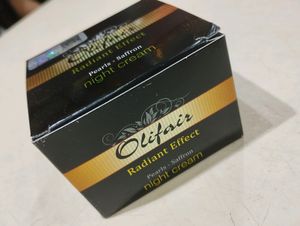 Radiant Effect
Pearls - Saffron
night cream
Olifair
Radiant Effect
Pearls - Saffron
night cream